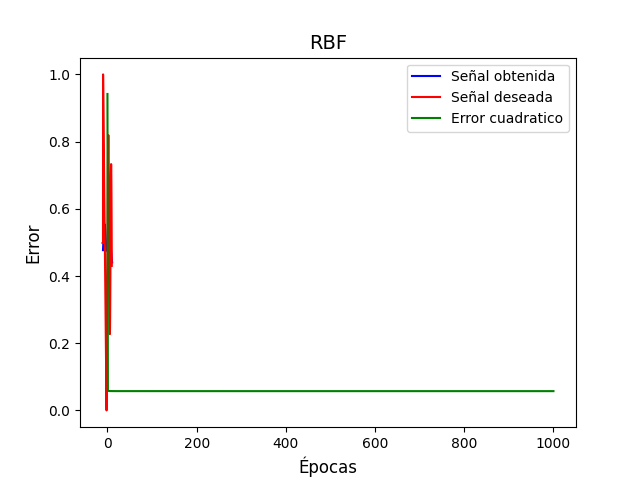 RBF
Señal obtenida
Señal deseada
Error cuadratico
Error
1.0
0.8
0.6
0.4
0.2
0.0
0 200 400 600 800 1000
Épocas